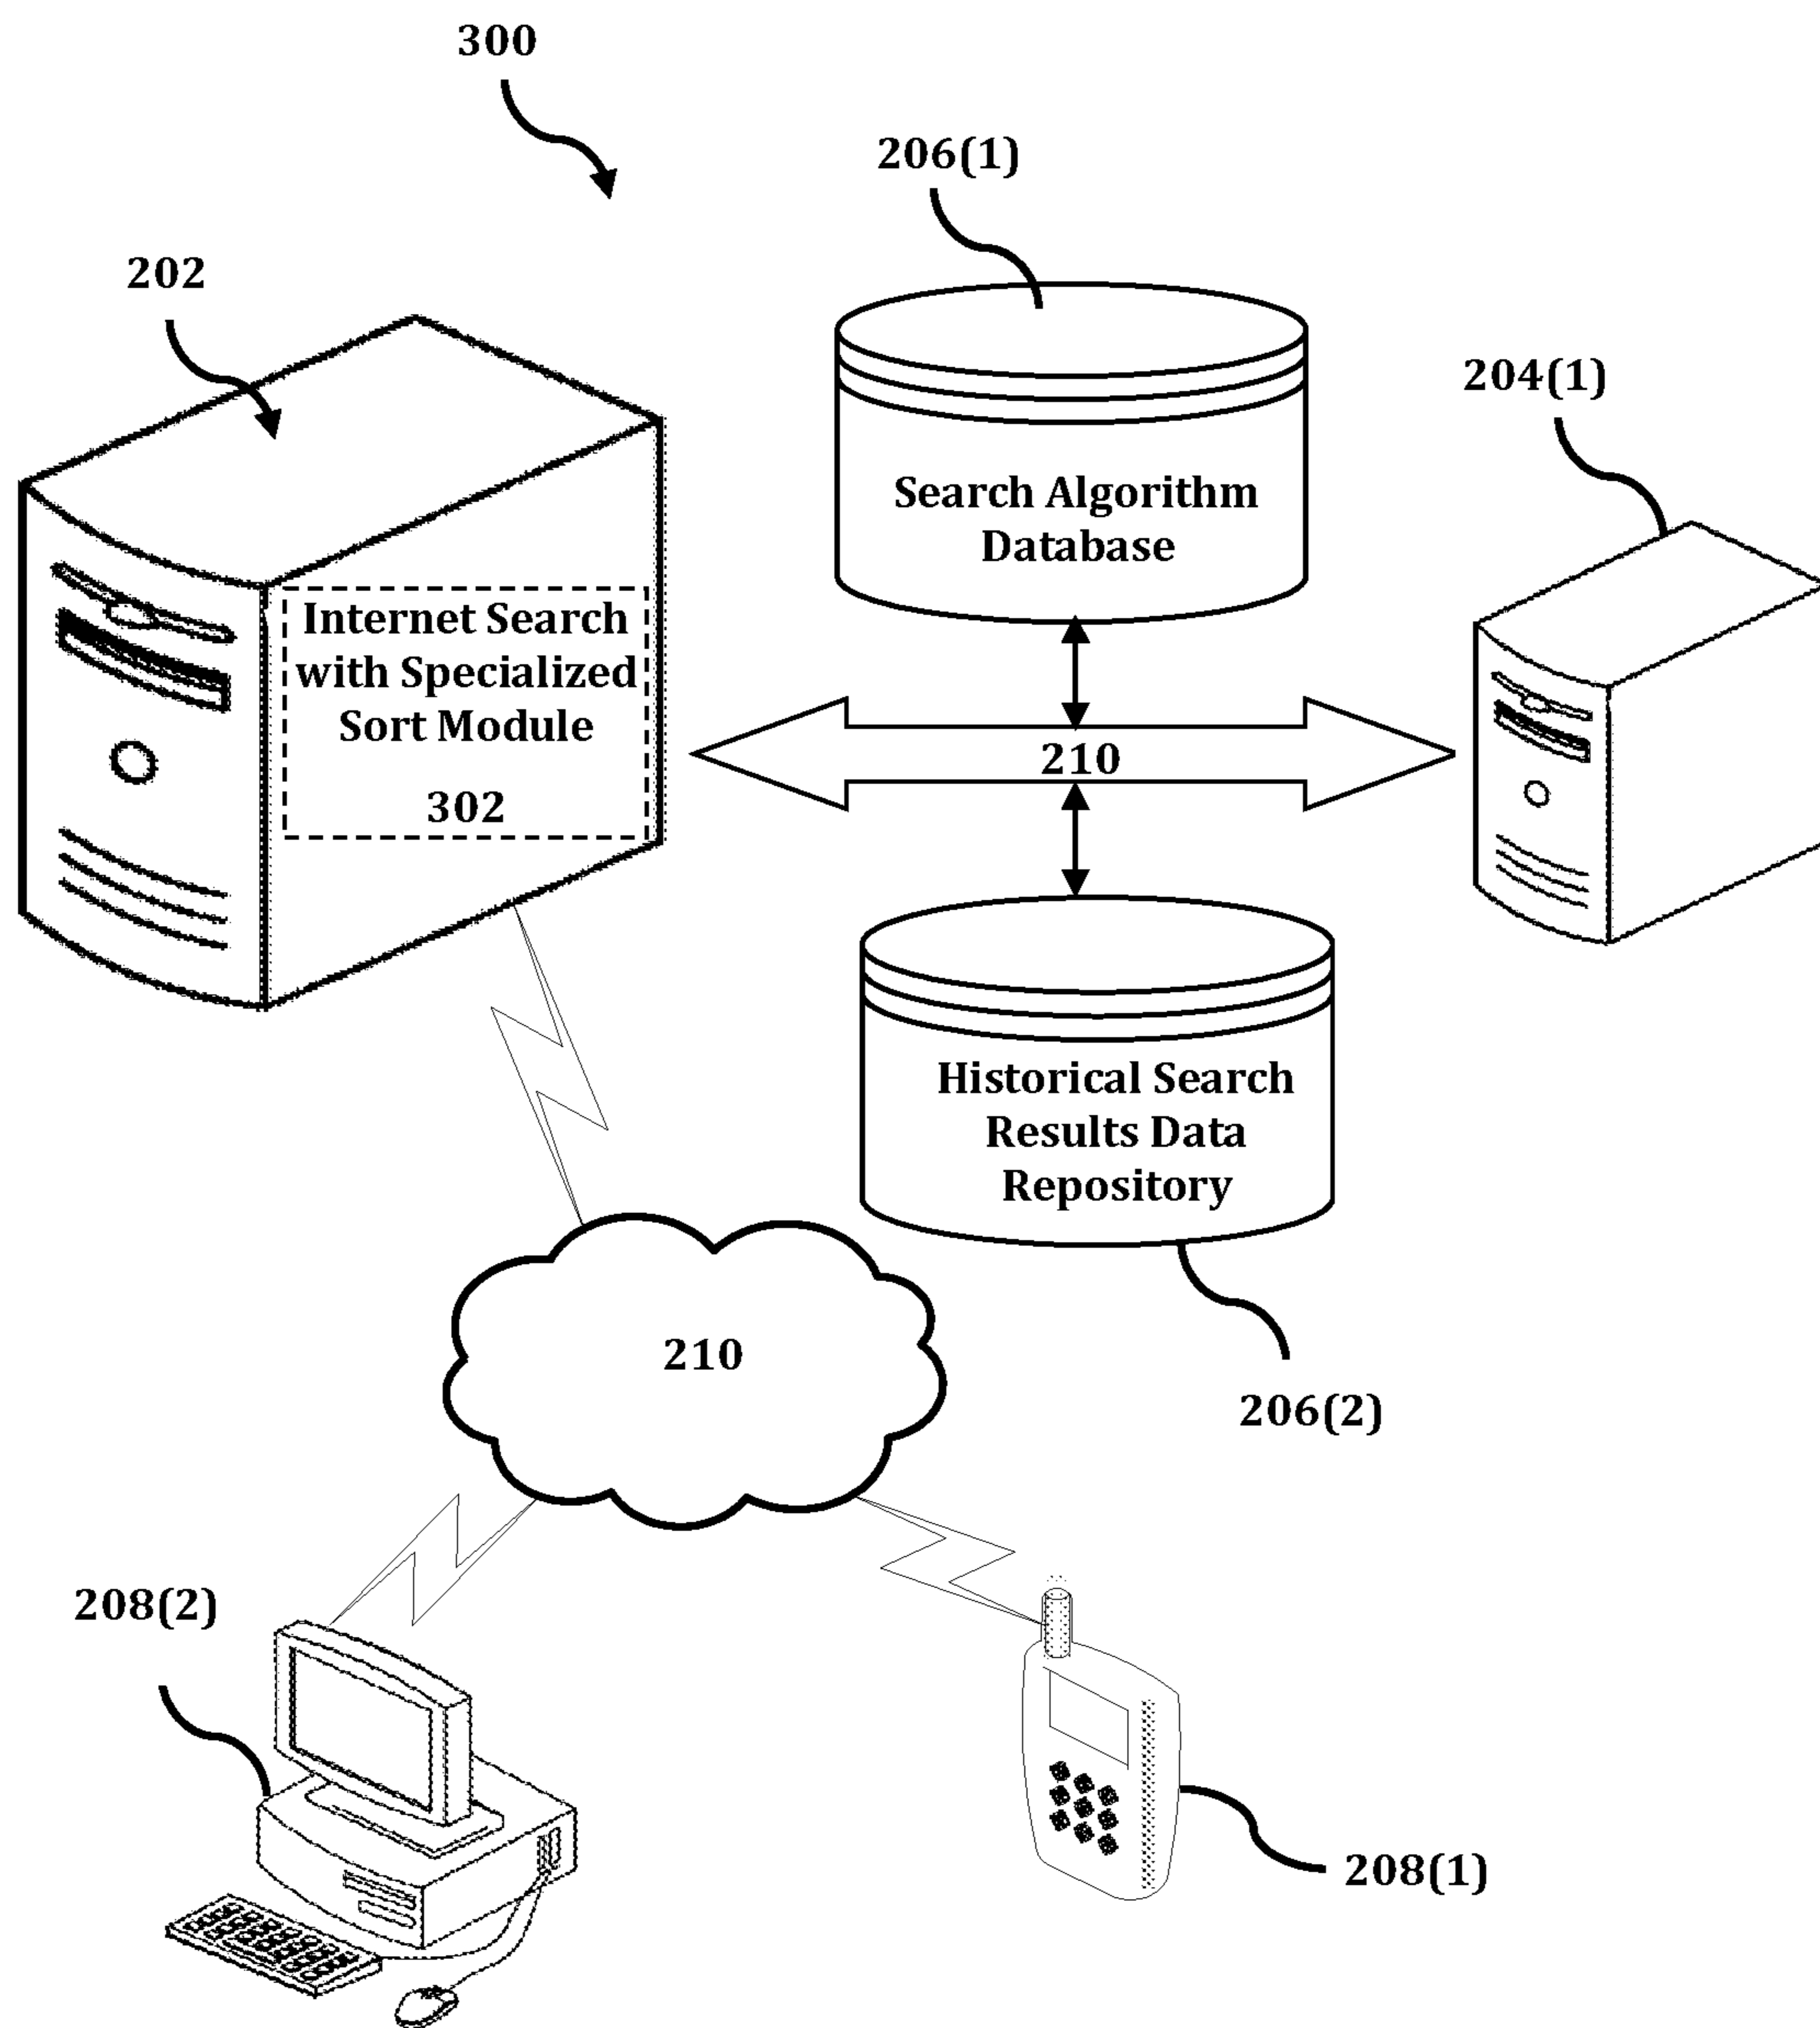 300
206(1)
202
204(1)
Search Algorithm
Database
Internet Search
with Specialized
Sort Module
302
210
Historical Search
Results Data
Repository
210
206(2)
208(2)
208(1)